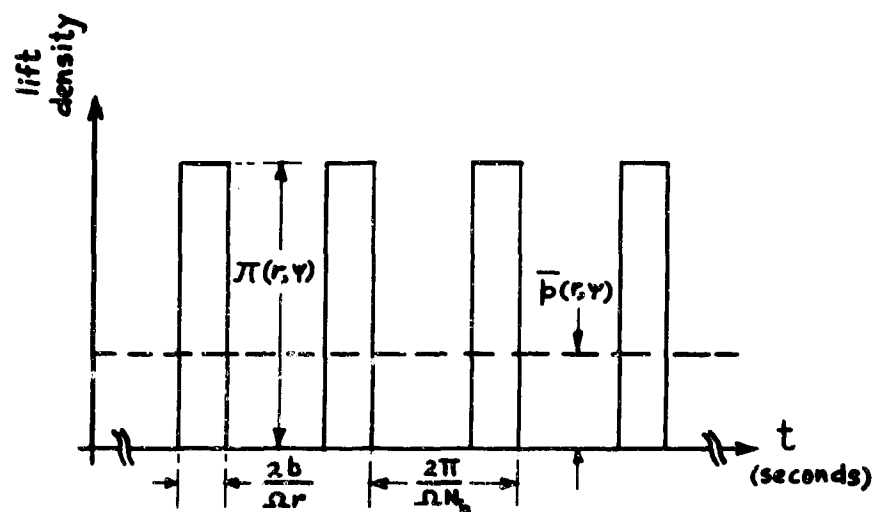 lift
density
π(r,ψ)
p̅(r,ψ)
2b
Ωr
2π
ΩN_b
t
(seconds)